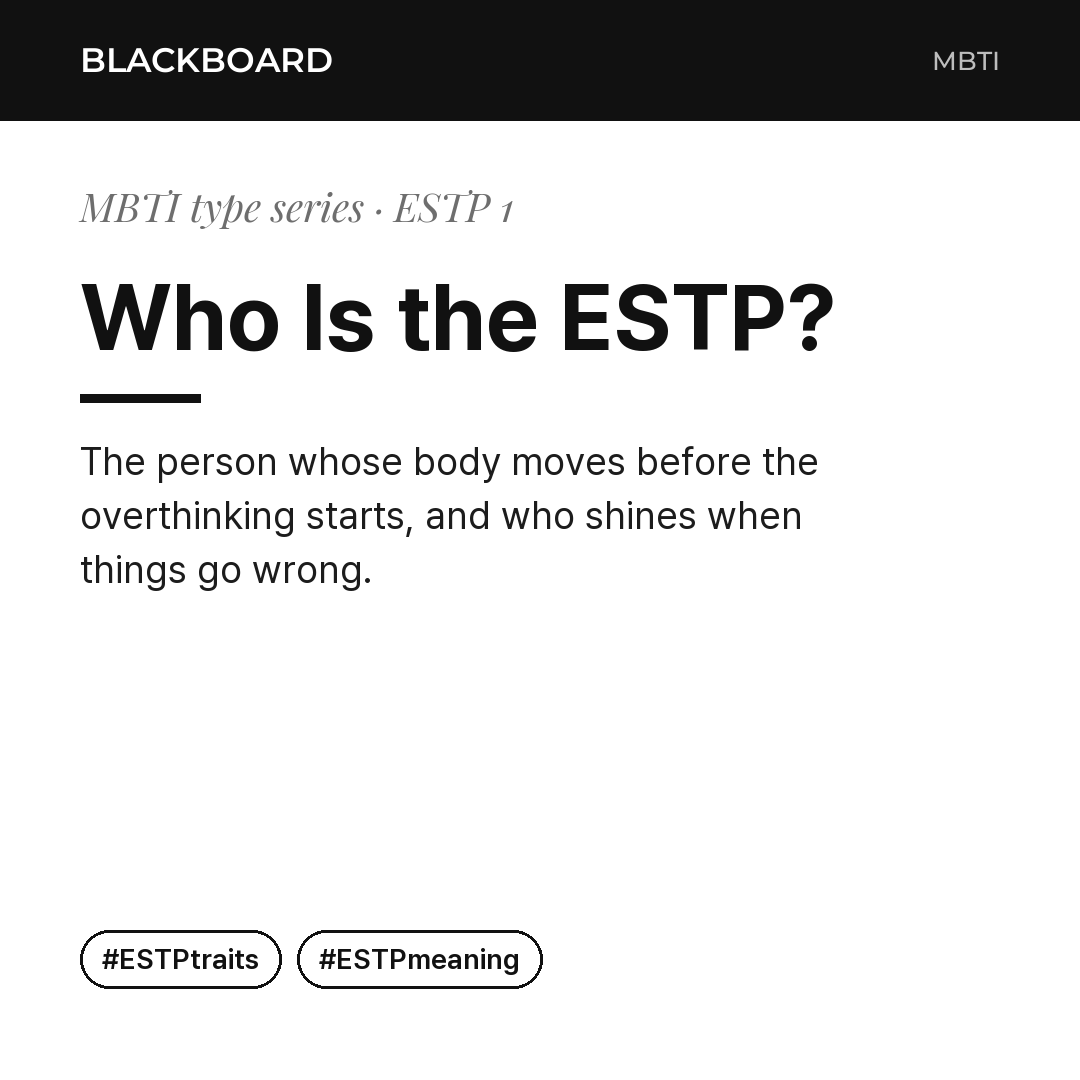 BLACKBOARD
MBTI
MBTI type series · ESTP 1
Who Is the ESTP?
The person whose body moves before the
overthinking starts, and who shines when
things go wrong.
#ESTPtraits
#ESTPmeaning